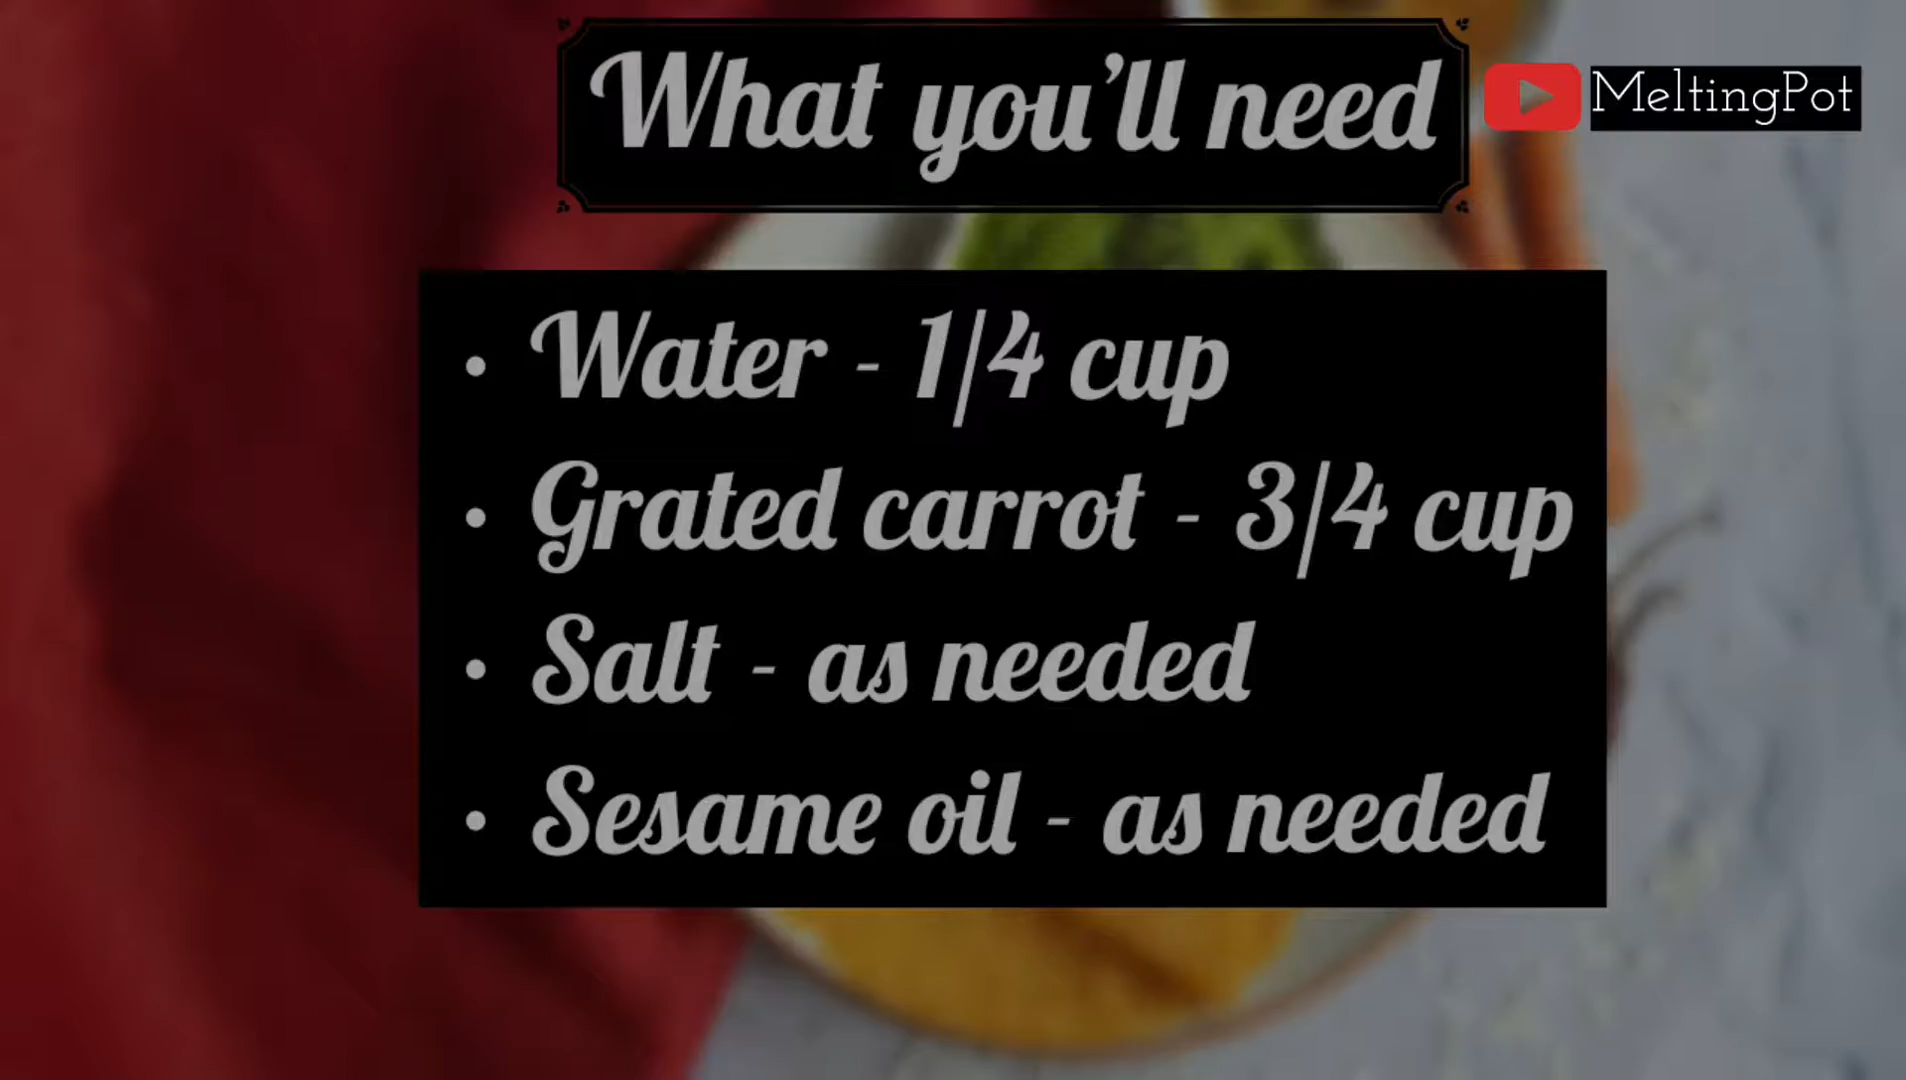 What you'll need
MeltingPot
• Water - 1/4 cup
• Grated carrot - 3/4 cup
• Salt - as needed
• Sesame oil - as needed